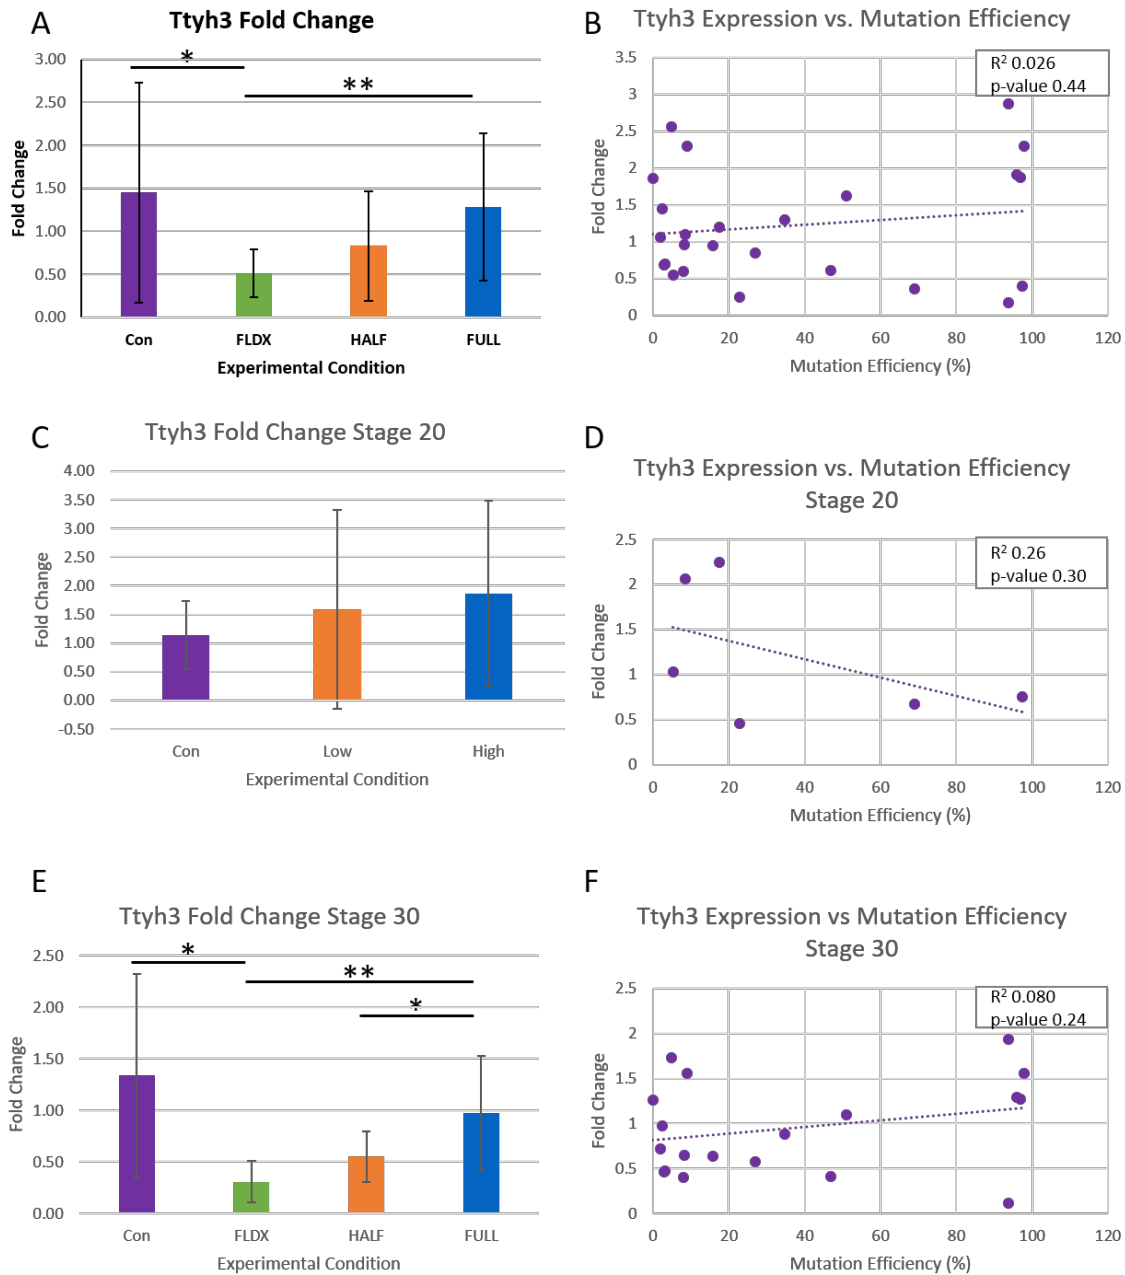 A
Ttyh3 Fold Change
3.00
2.50
2.00
1.50
1.00
0.50
0.00
Fold Change
*
**
Con
FLDX
HALF
FULL
Experimental Condition
B
Ttyh3 Expression vs. Mutation Efficiency
R² 0.026
p-value 0.44
3.5
3
2.5
2
1.5
1
0.5
0
Fold Change
0
20
40
60
80
100
120
Mutation Efficiency (%)
C
Ttyh3 Fold Change Stage 20
4.00
3.50
3.00
2.50
2.00
1.50
1.00
0.50
0.00
-0.50
Fold Change
Con
Low
High
Experimental Condition
D
Ttyh3 Expression vs. Mutation Efficiency
Stage 20
R² 0.26
p-value 0.30
2.5
2
1.5
1
0.5
0
Fold Change
0
20
40
60
80
100
120
Mutation Efficiency (%)
E
Ttyh3 Fold Change Stage 30
2.50
2.00
1.50
1.00
0.50
0.00
Fold Change
*
**
*
Con
FLDX
HALF
FULL
Experimental Condition
F
Ttyh3 Expression vs Mutation Efficiency
Stage 30
R² 0.080
p-value 0.24
2.5
2
1.5
1
0.5
0
Fold Change
0
20
40
60
80
100
120
Mutation Efficiency (%)